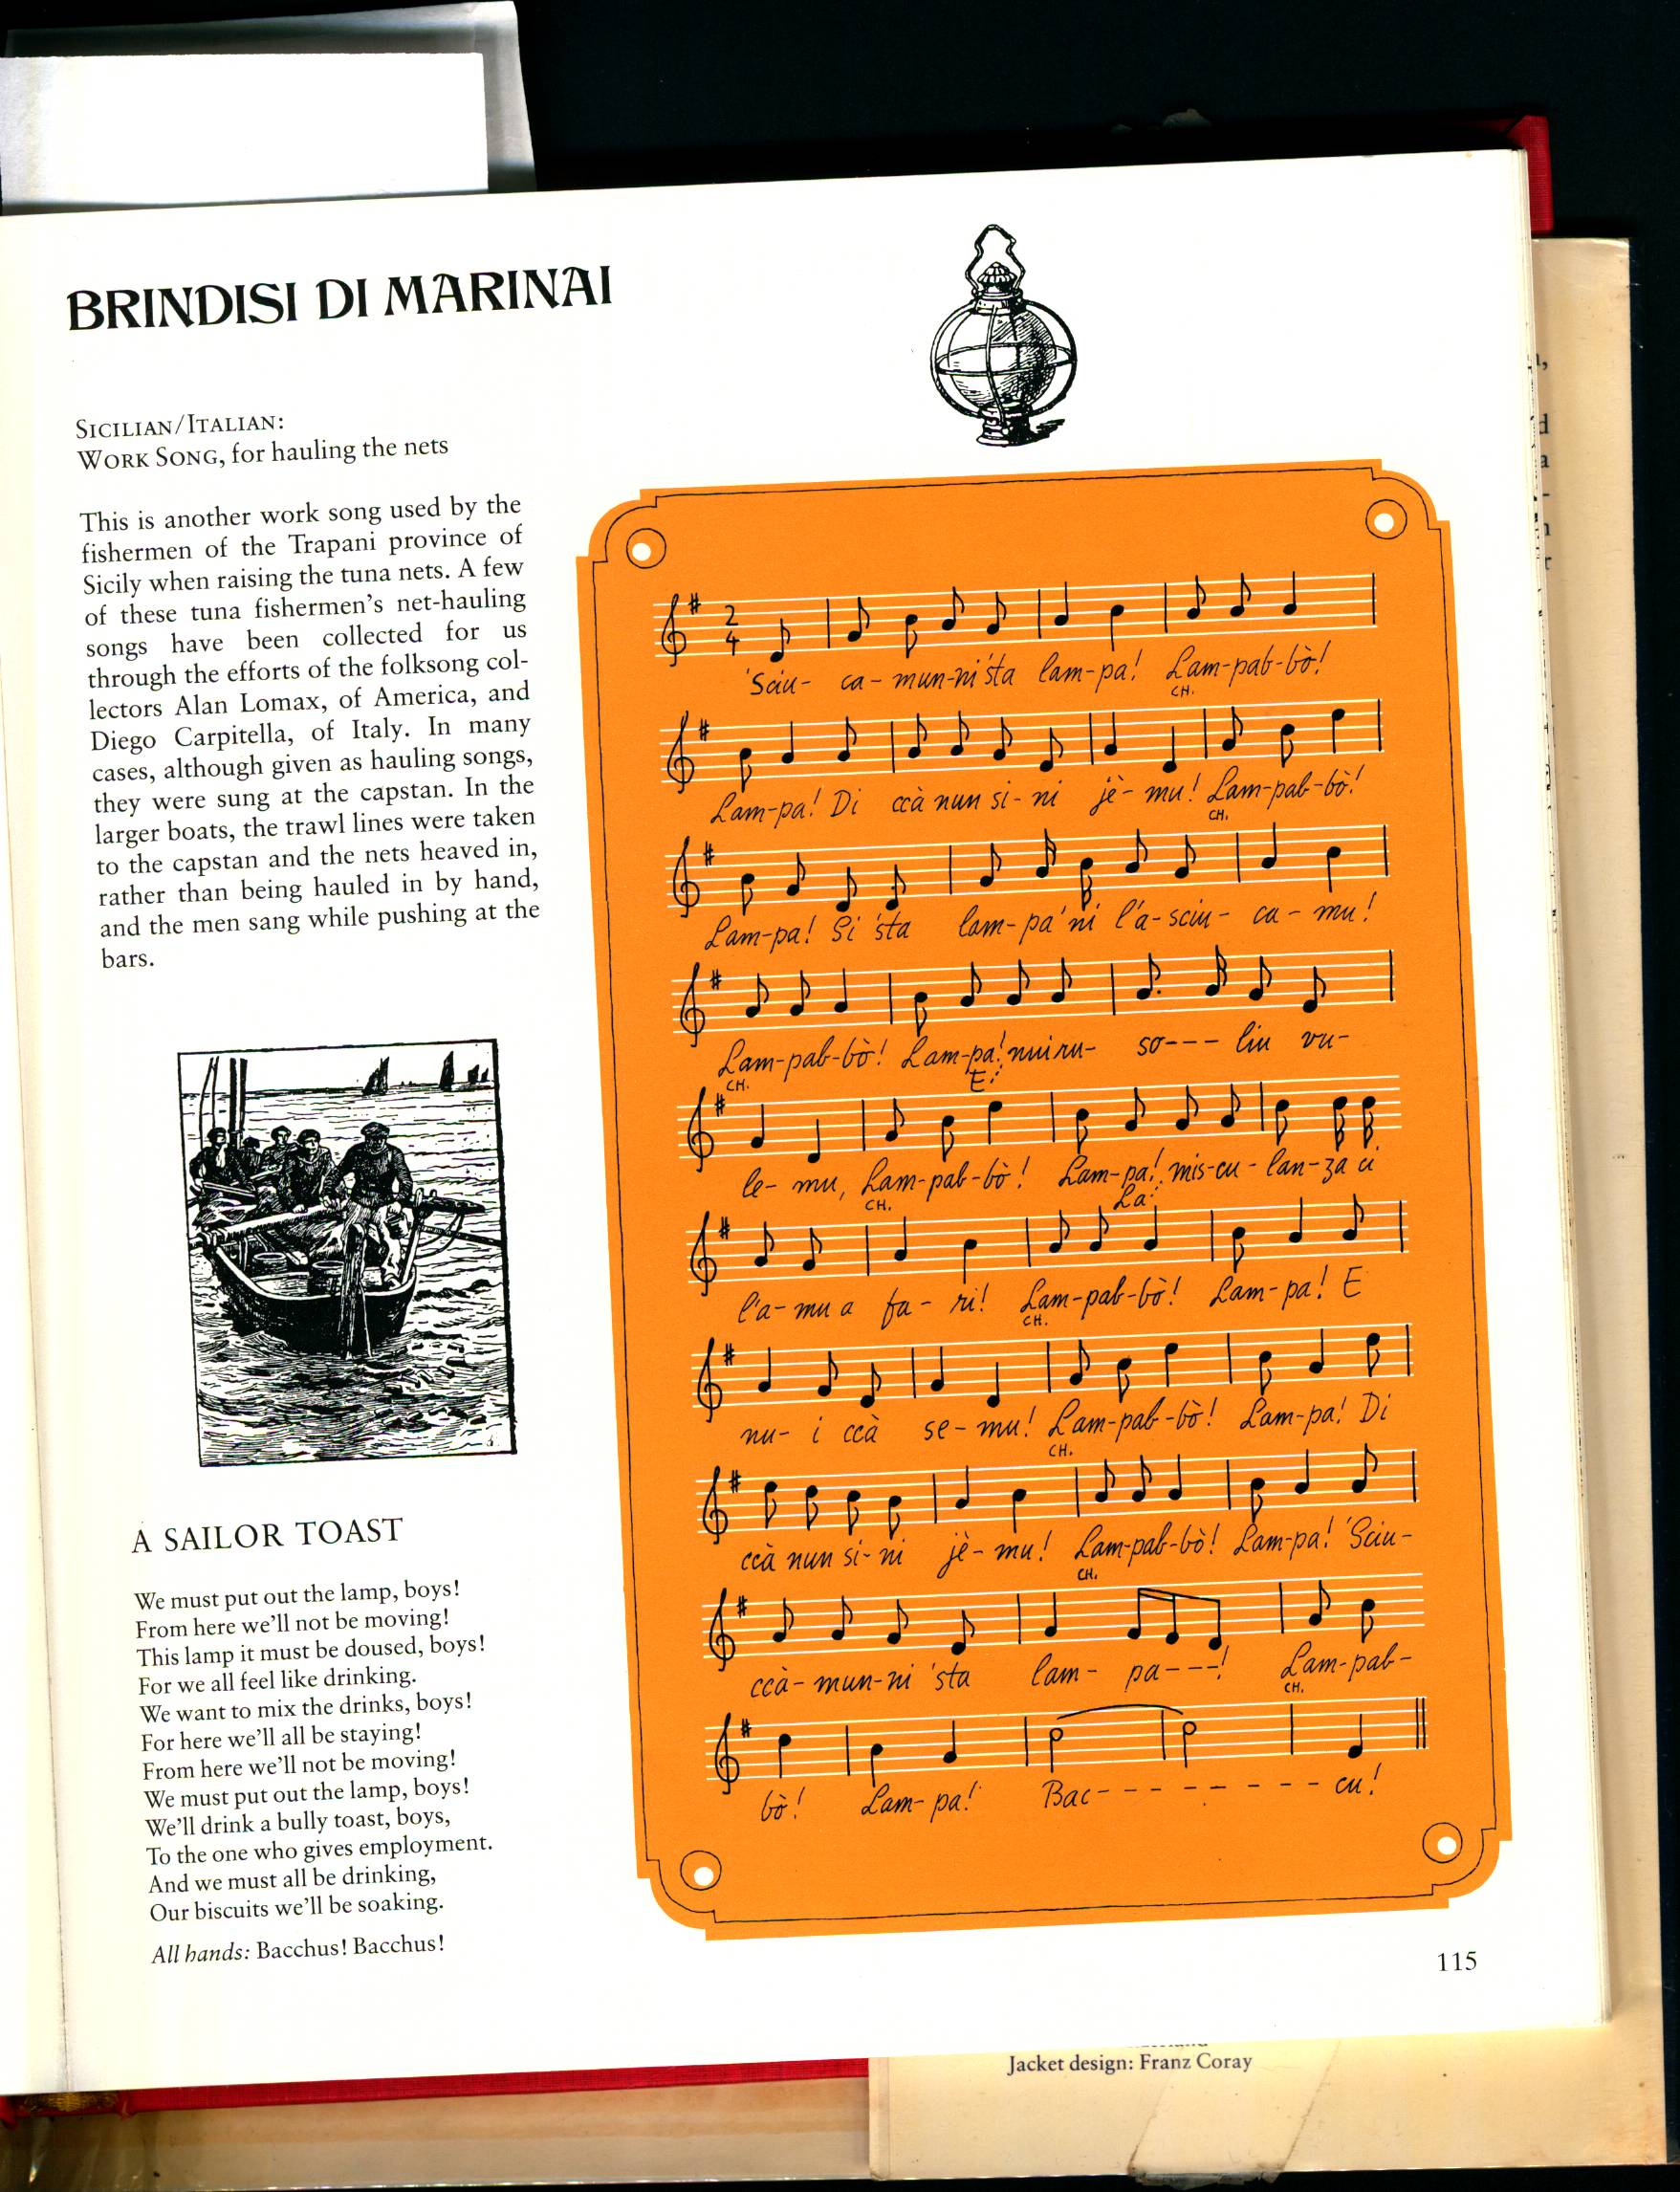 BRINDISI DI MARINAI
SICILIAN/ITALIAN:
WORK SONG, for hauling the nets
This is another work song used by the
fishermen of the Trapani province of
Sicily when raising the tuna nets. A few
of these tuna fishermen's net-hauling
songs have been collected for us
through the efforts of the folksong col-
lectors Alan Lomax, of America, and
Diego Carpitella, of Italy. In many
cases, although given as hauling songs,
they were sung at the capstan. In the
larger boats, the trawl lines were taken
to the capstan and the nets heaved in,
rather than being hauled in by hand,
and the men sang while pushing at the
bars.
A SAILOR TOAST
We must put out the lamp, boys!
From here we'll not be moving!
This lamp it must be doused, boys!
For we all feel like drinking.
We want to mix the drinks, boys!
For here we'll all be staying!
From here we'll not be moving!
We must put out the lamp, boys!
We'll drink a bully toast, boys,
To the one who gives employment.
And we must all be drinking,
Our biscuits we'll be soaking.
All hands: Bacchus! Bacchus!
2
4
'Sciu- ca-mun-ni'sta lam-pa! Lam-pab-bò!
CH.
Lam-pa! Di ccà nun si-ni jè-mu! Lam-pab-bò!
CH.
Lam-pa! Si 'sta lam-pa'ni l'a-sciu- ca-mu!
Lam-pab-bò! Lam-pa! nui ru- so--- liu vu-
CH. E:
le- mu, Lam-pab-bò! Lam-pa! mis-cu-lan-za ci
CH. La:
l'a-mu a fa-ri! Lam-pab-bò! Lam-pa! E
CH.
nu- i ccà se-mu! Lam-pab-bò! Lam-pa! Di
CH.
ccà nun si-ni jè-mu! Lam-pab-bò! Lam-pa! 'Sciu-
CH.
ccà-mun-ni 'sta lam- pa---! Lam-pab-
CH.
bò! Lam-pa! Bac- - - - - - - - cu!
115
Jacket design: Franz Coray